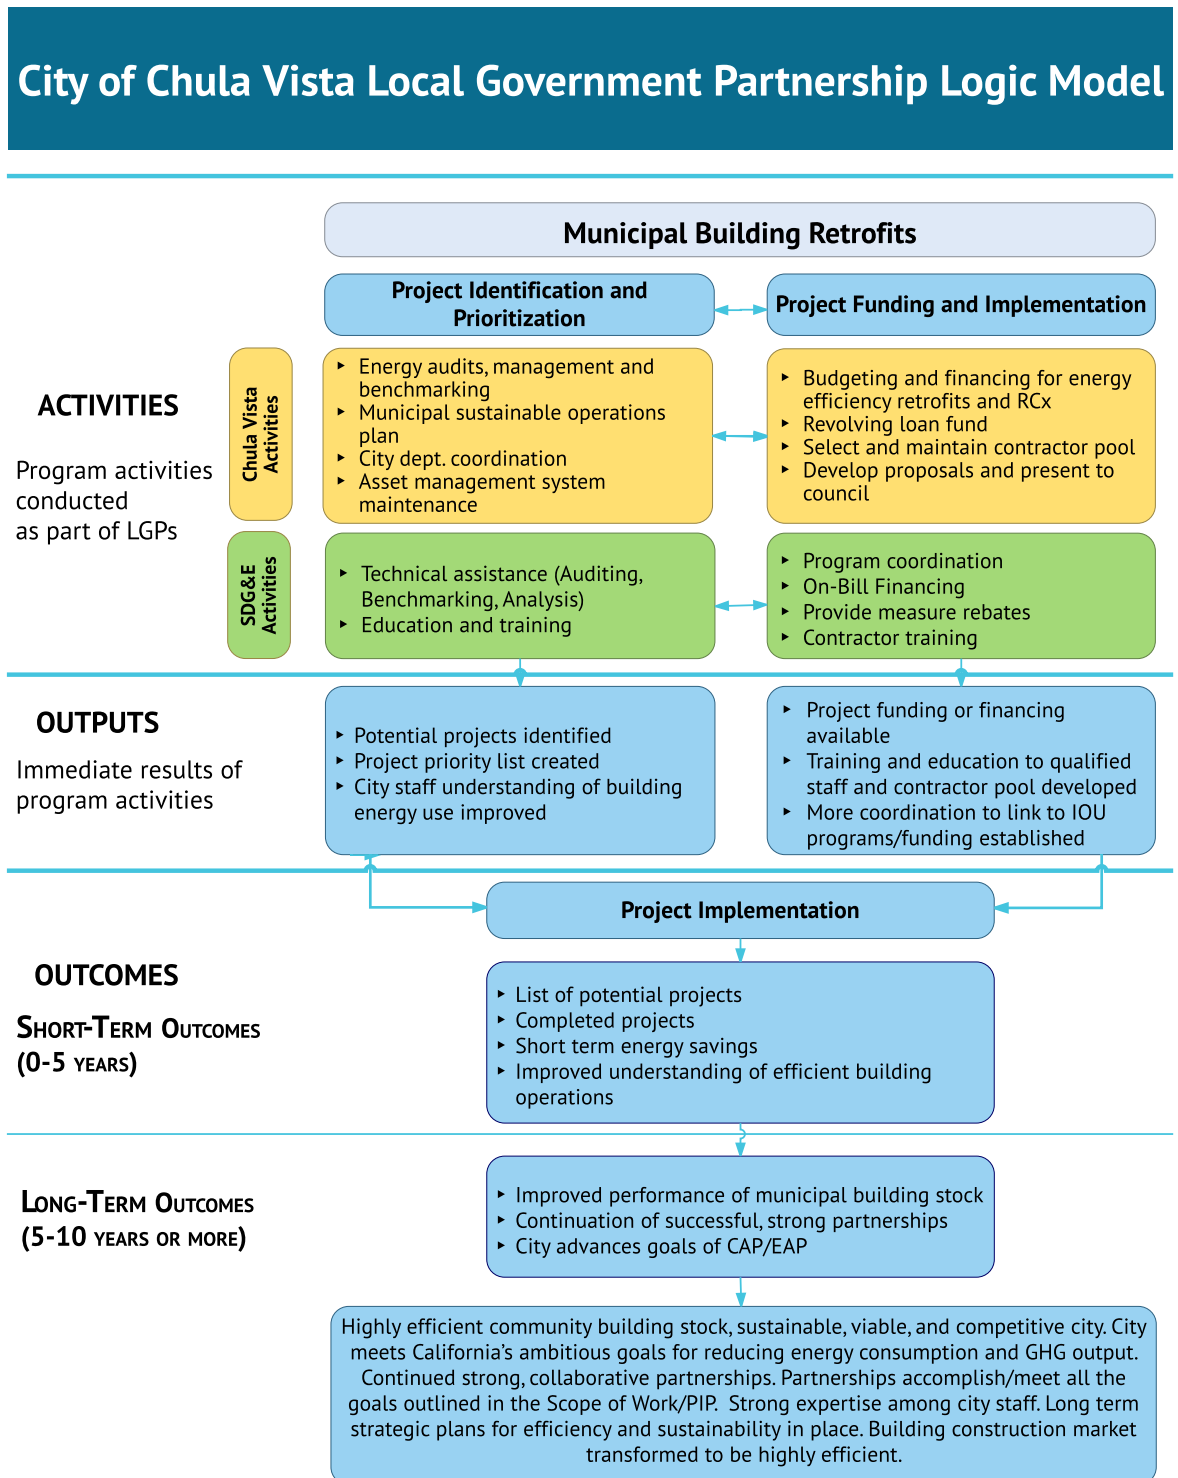 City of Chula Vista Local Government Partnership Logic Model
Municipal Building Retrofits
Project Identification and
Prioritization
Project Funding and Implementation
ACTIVITIES
Program activities
conducted
as part of LGPs
Chula Vista
Activities
‣ Energy audits, management and
benchmarking
‣ Municipal sustainable operations
plan
‣ City dept. coordination
‣ Asset management system
maintenance
‣ Budgeting and financing for energy
efficiency retrofits and RCx
‣ Revolving loan fund
‣ Select and maintain contractor pool
‣ Develop proposals and present to
council
SDG&E
Activities
‣ Technical assistance (Auditing,
Benchmarking, Analysis)
‣ Education and training
‣ Program coordination
‣ On-Bill Financing
‣ Provide measure rebates
‣ Contractor training
OUTPUTS
Immediate results of
program activities
‣ Potential projects identified
‣ Project priority list created
‣ City staff understanding of building
energy use improved
‣ Project funding or financing
available
‣ Training and education to qualified
staff and contractor pool developed
‣ More coordination to link to IOU
programs/funding established
Project Implementation
OUTCOMES
SHORT-TERM OUTCOMES
(0-5 YEARS)
‣ List of potential projects
‣ Completed projects
‣ Short term energy savings
‣ Improved understanding of efficient building
operations
LONG-TERM OUTCOMES
(5-10 YEARS OR MORE)
‣ Improved performance of municipal building stock
‣ Continuation of successful, strong partnerships
‣ City advances goals of CAP/EAP
Highly efficient community building stock, sustainable, viable, and competitive city. City
meets California's ambitious goals for reducing energy consumption and GHG output.
Continued strong, collaborative partnerships. Partnerships accomplish/meet all the
goals outlined in the Scope of Work/PIP. Strong expertise among city staff. Long term
strategic plans for efficiency and sustainability in place. Building construction market
transformed to be highly efficient.